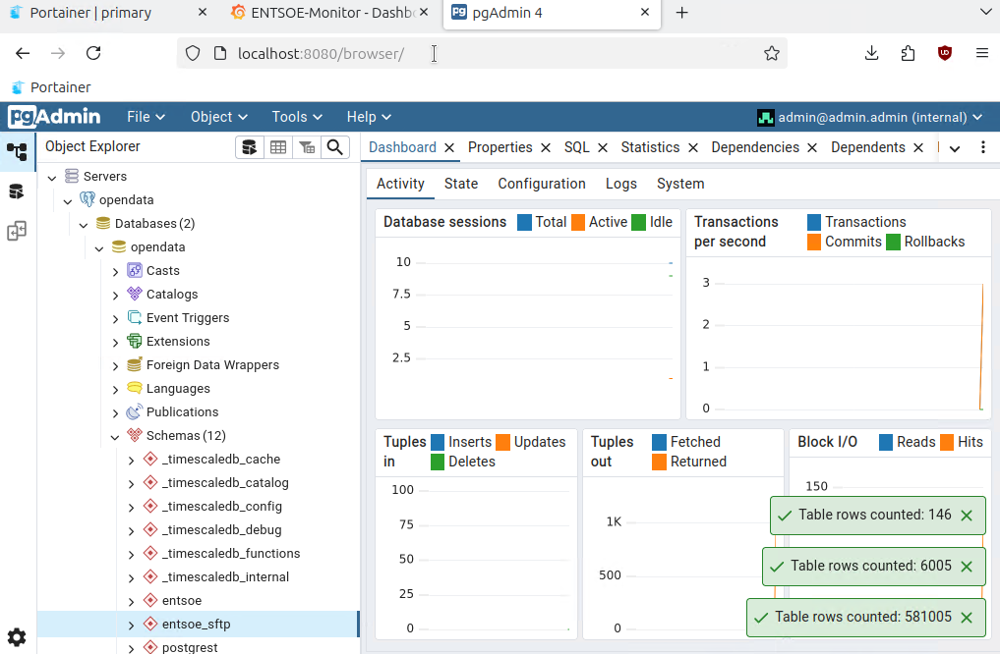 Portainer | primary
ENTSOE-Monitor - Dashb
pgAdmin 4
localhost:8080/browser/
Portainer
pgAdmin
File
Object
Tools
Help
admin@admin.admin (internal)
Object Explorer
Dashboard
Properties
SQL
Statistics
Dependencies
Dependents
Servers
opendata
Databases (2)
opendata
Casts
Catalogs
Event Triggers
Extensions
Foreign Data Wrappers
Languages
Publications
Schemas (12)
_timescaledb_cache
_timescaledb_catalog
_timescaledb_config
_timescaledb_debug
_timescaledb_functions
_timescaledb_internal
entsoe
entsoe_sftp
postgrest
Activity
State
Configuration
Logs
System
Database sessions
Total
Active
Idle
10
7.5
5
2.5
Transactions
per second
Transactions
Commits
Rollbacks
3
2
1
0
Tuples
in
Inserts
Updates
Deletes
100
75
50
25
0
Tuples
out
Fetched
Returned
1K
500
0
Block I/O
Reads
Hits
150
Table rows counted: 146
Table rows counted: 6005
Table rows counted: 581005